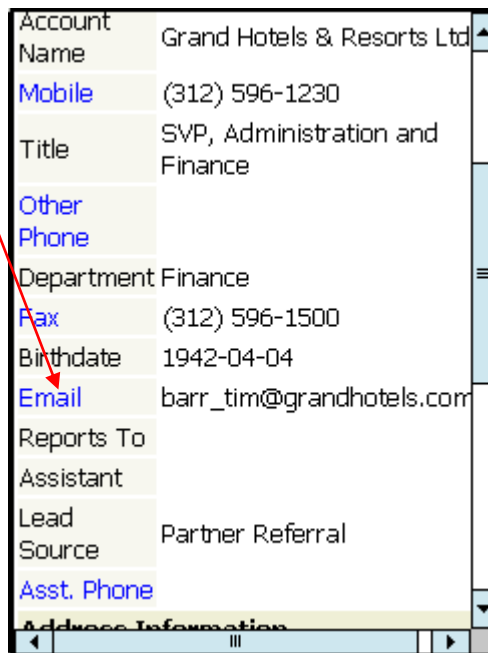 Account
Name
Grand Hotels & Resorts Ltd
Mobile (312) 596-1230
Title
SVP, Administration and
Finance
Other
Phone
Department Finance
Fax (312) 596-1500
Birthdate 1942-04-04
Email barr_tim@grandhotels.com
Reports To
Assistant
Lead
Source
Partner Referral
Asst. Phone
Address Information